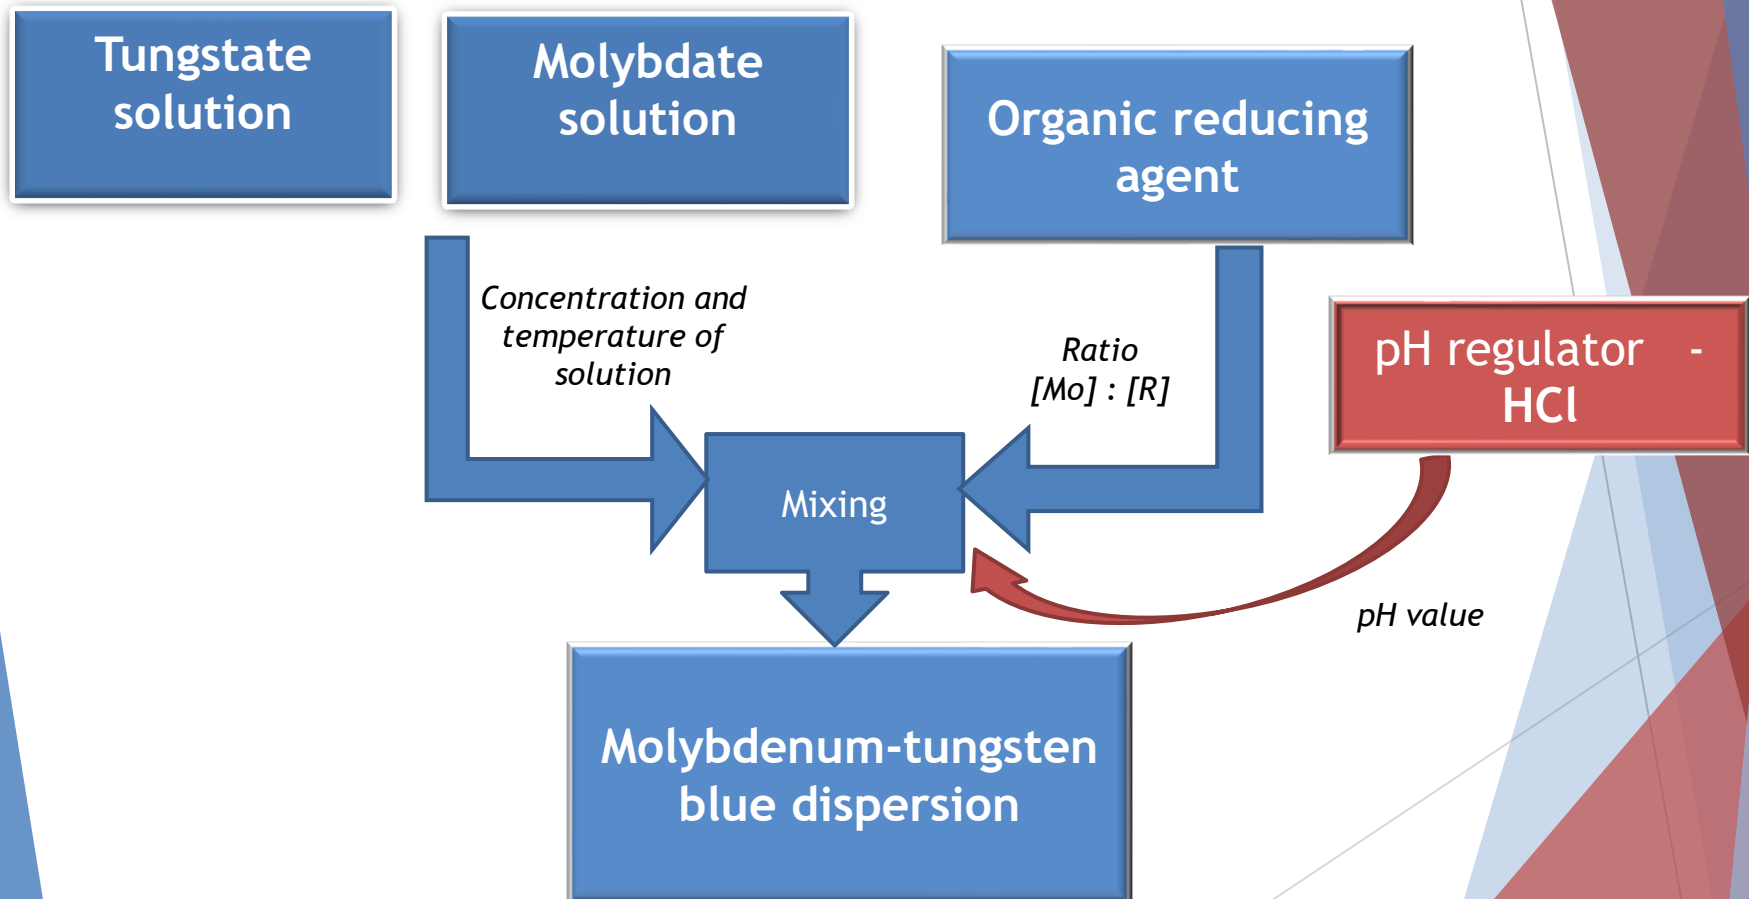 Tungstate
solution
Molybdate
solution
Organic reducing
agent
Concentration and
temperature of
solution
Ratio
[Mo] : [R]
pH regulator -
HCl
Mixing
pH value
Molybdenum-tungsten
blue dispersion